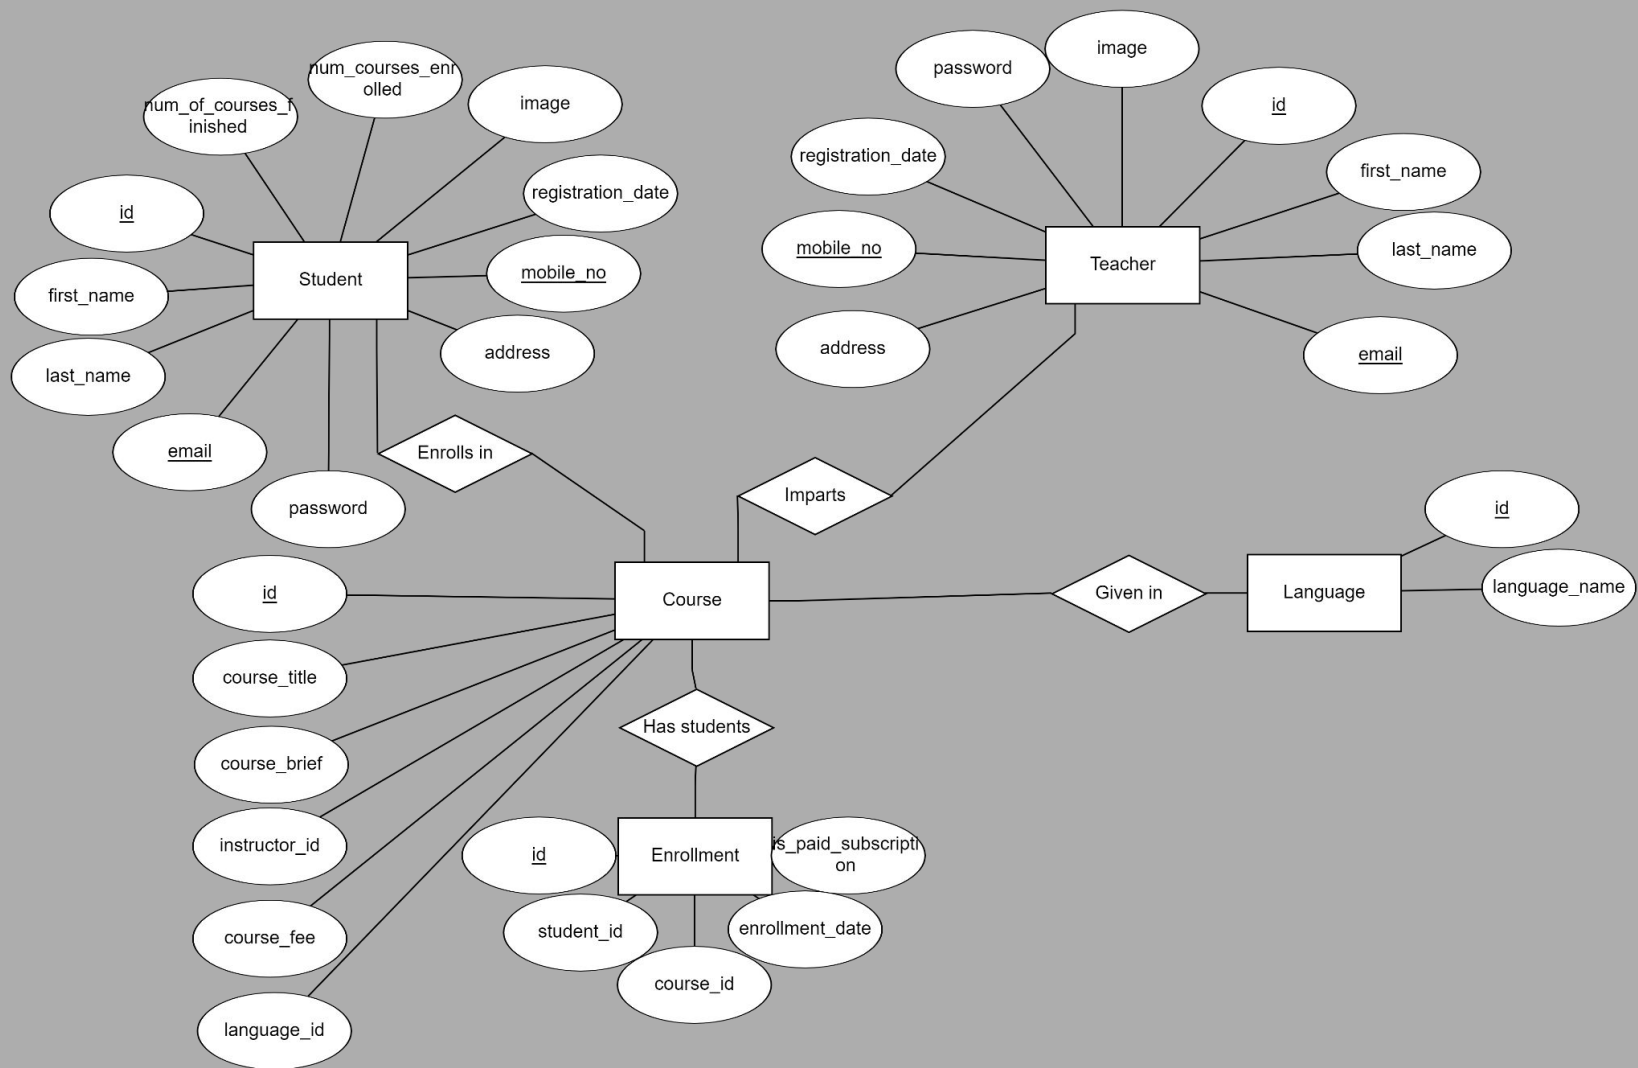 image
password
num_courses_enr
olled
image
id
num_of_courses_f
inished
registration_date
first_name
registration_date
id
mobile_no
last_name
mobile_no
Teacher
Student
first_name
address
email
address
last_name
email
Enrolls in
Imparts
password
id
id
Course
Given in
Language
language_name
course_title
Has students
course_brief
instructor_id
id
Enrollment
is_paid_subscripti
on
student_id
enrollment_date
course_fee
course_id
language_id